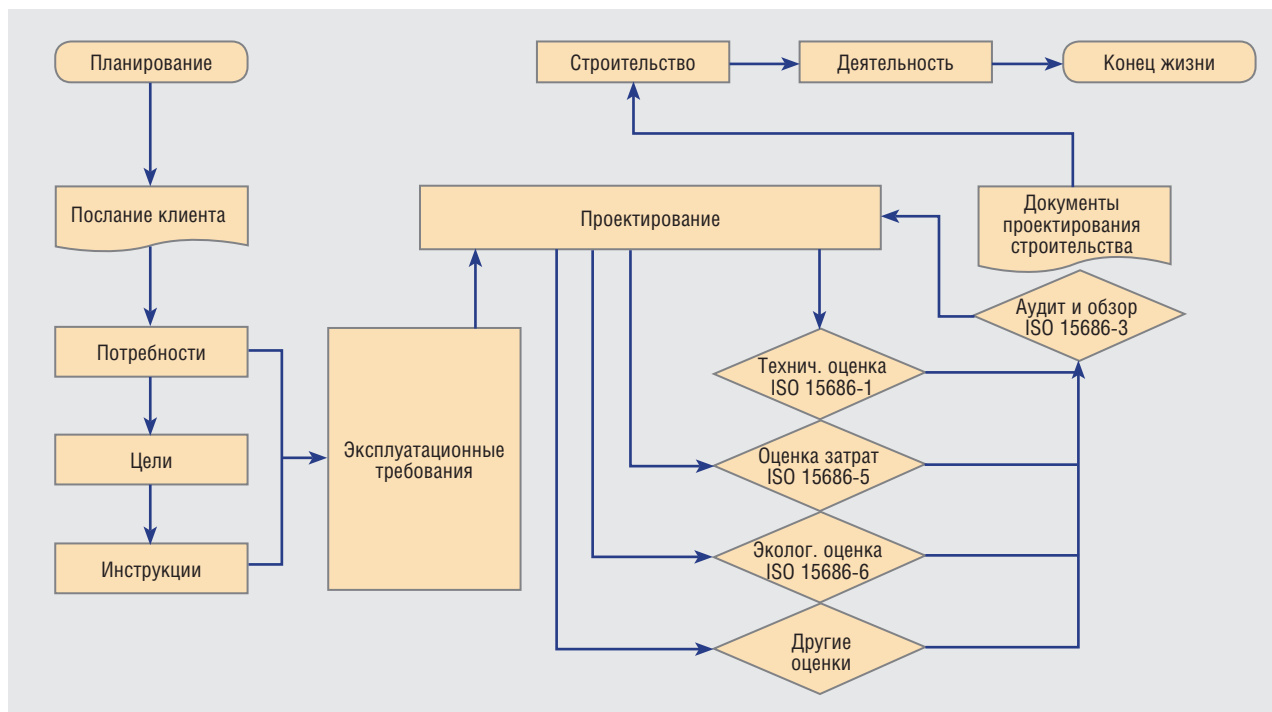 Планирование
Строительство
Деятельность
Конец жизни
Послание клиента
Проектирование
Документы
проектирования
строительства
Аудит и обзор
ISO 15686-3
Потребности
Цели
Инструкции
Эксплуатационные
требования
Технич. оценка
ISO 15686-1
Оценка затрат
ISO 15686-5
Эколог. оценка
ISO 15686-6
Другие
оценки